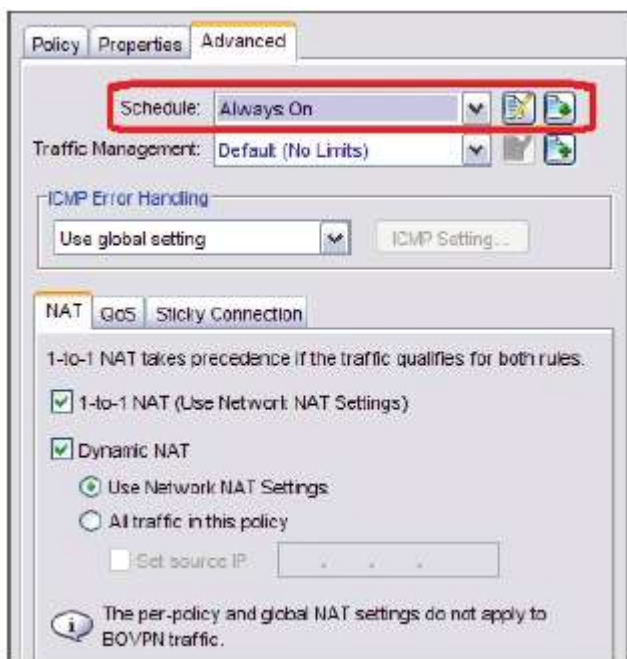 Policy Properties Advanced
Schedule: Always On
Traffic Management: Default (No Limits)
ICMP Error Handling
Use global setting ICMP Setting...
NAT QoS Sticky Connection
1-to-1 NAT takes precedence if the traffic qualifies for both rules.
1-to-1 NAT (Use Network NAT Settings)
Dynamic NAT
Use Network NAT Settings
All traffic in this policy
Set source IP . . .
The per-policy and global NAT settings do not apply to
BOVPN traffic.